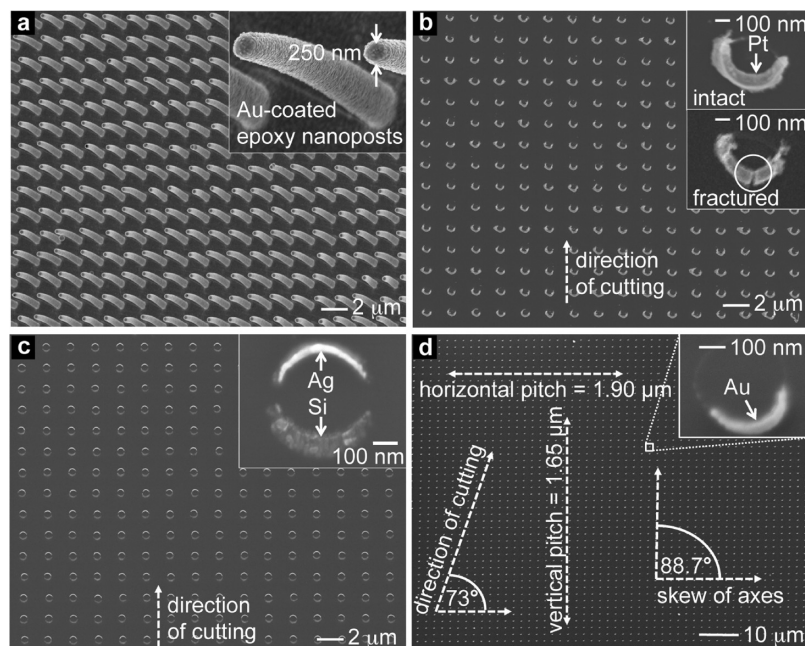 a
250 nm
Au-coated
epoxy nanoposts
2 µm
b
100 nm
Pt
intact
100 nm
fractured
direction
of cutting
2 µm
c
Ag
Si
100 nm
direction
of cutting
2 µm
d
100 nm
Au
horizontal pitch = 1.90 µm
vertical pitch = 1.65 µm
direction of cutting
73°
88.7°
skew of axes
10 µm